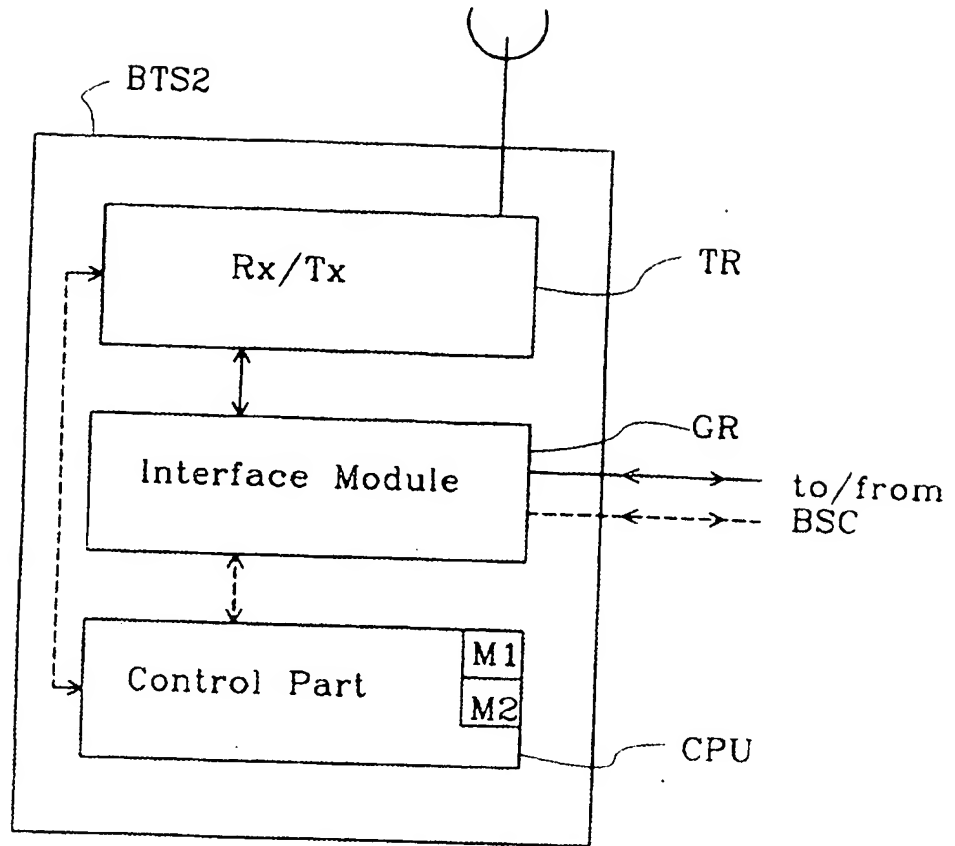 BTS2
Rx/Tx
TR
GR
Interface Module
to/from
BSC
M1
Control Part
M2
CPU